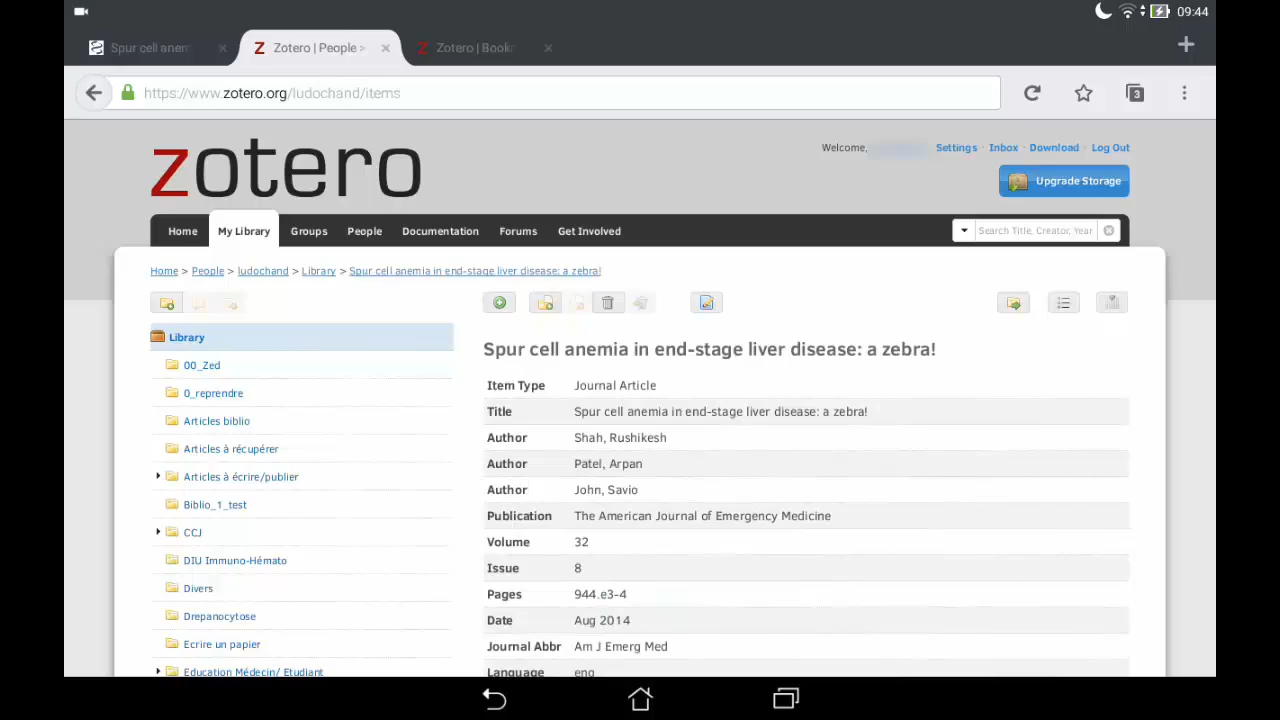 09:44
Spur cell anem
Zotero | People >
Zotero | Book
https://www.zotero.org/ludochand/items
3
zotero
Welcome, Settings · Inbox · Download · Log Out
Upgrade Storage
Home My Library Groups People Documentation Forums Get Involved
Search Title, Creator, Year
Home > People > ludochand > Library > Spur cell anemia in end-stage liver disease: a zebra!
Library
00_Zed
0_reprendre
Articles biblio
Articles à récupérer
Articles à écrire/publier
Biblio_1_test
CCJ
DIU Immuno-Hémato
Divers
Drepanocytose
Ecrire un papier
Education Médecin/ Etudiant
Spur cell anemia in end-stage liver disease: a zebra!
Item Type Journal Article
Title Spur cell anemia in end-stage liver disease: a zebra!
Author Shah, Rushikesh
Author Patel, Arpan
Author John, Savio
Publication The American Journal of Emergency Medicine
Volume 32
Issue 8
Pages 944.e3-4
Date Aug 2014
Journal Abbr Am J Emerg Med
Language eng